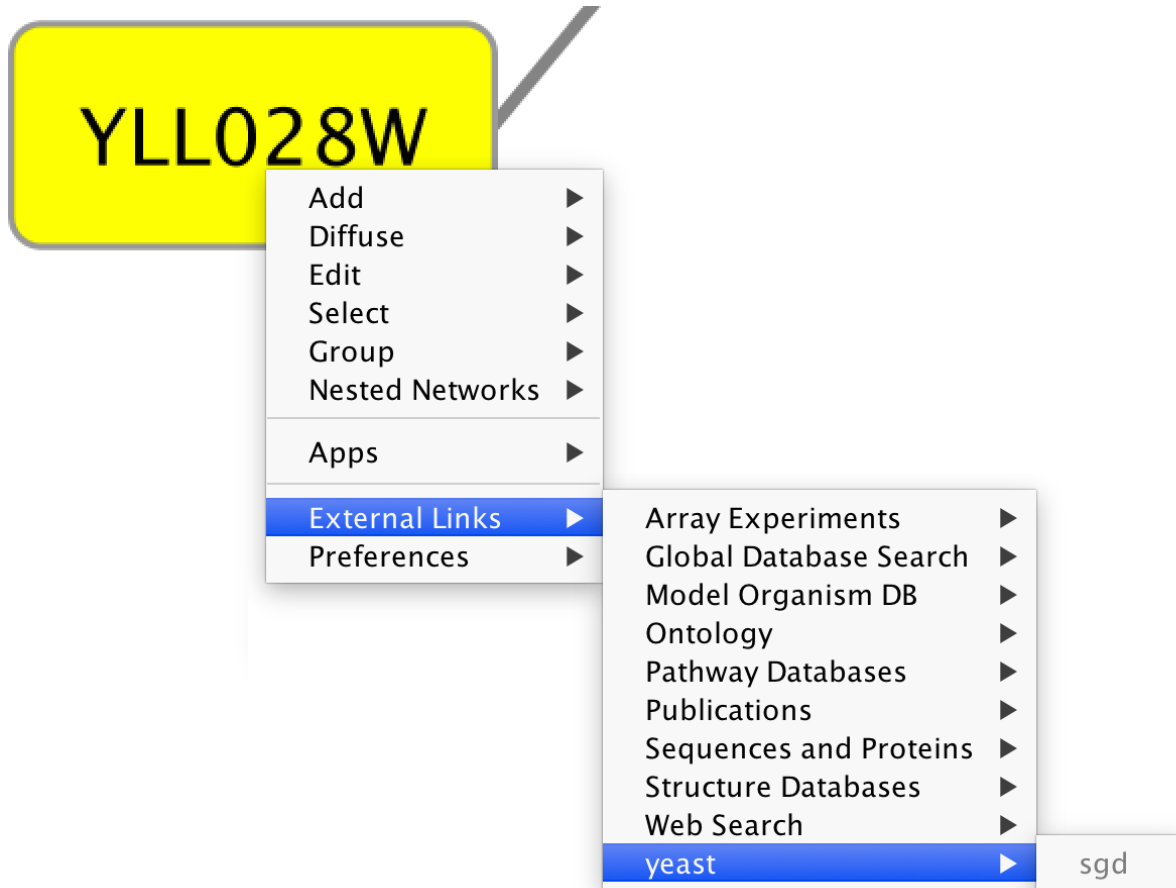 YLL028W
Add
Diffuse
Edit
Select
Group
Nested Networks
Apps
External Links
Preferences
Array Experiments
Global Database Search
Model Organism DB
Ontology
Pathway Databases
Publications
Sequences and Proteins
Structure Databases
Web Search
yeast
sgd